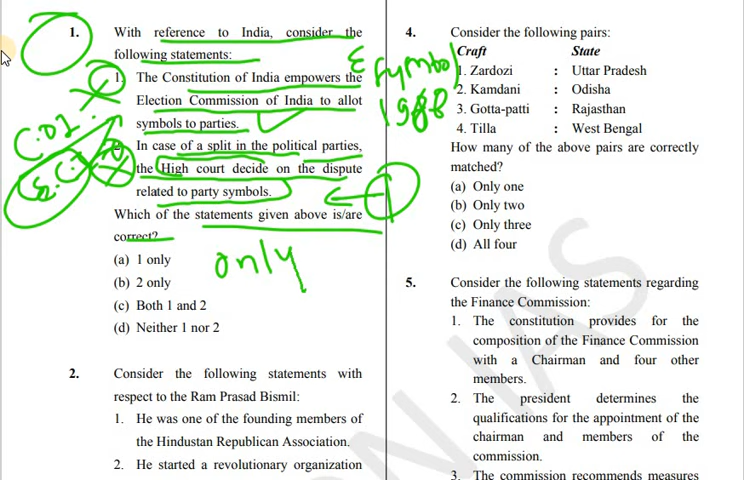 1. With reference to India, consider the
following statements:
1. The Constitution of India empowers the
Election Commission of India to allot
symbols to parties.
2. In case of a split in the political parties,
the High court decide on the dispute
related to party symbols.
Which of the statements given above is/are
correct?
(a) 1 only
(b) 2 only
(c) Both 1 and 2
(d) Neither 1 nor 2
only
2. Consider the following statements with
respect to the Ram Prasad Bismil:
1. He was one of the founding members of
the Hindustan Republican Association.
2. He started a revolutionary organization
4. Consider the following pairs:
Craft State
1. Zardozi : Uttar Pradesh
2. Kamdani : Odisha
3. Gotta-patti : Rajasthan
4. Tilla : West Bengal
How many of the above pairs are correctly
matched?
(a) Only one
(b) Only two
(c) Only three
(d) All four
symbol
5. Consider the following statements regarding
the Finance Commission:
1. The constitution provides for the
composition of the Finance Commission
with a Chairman and four other
members.
2. The president determines the
qualifications for the appointment of the
chairman and members of the
commission.
3. The commission recommends measures